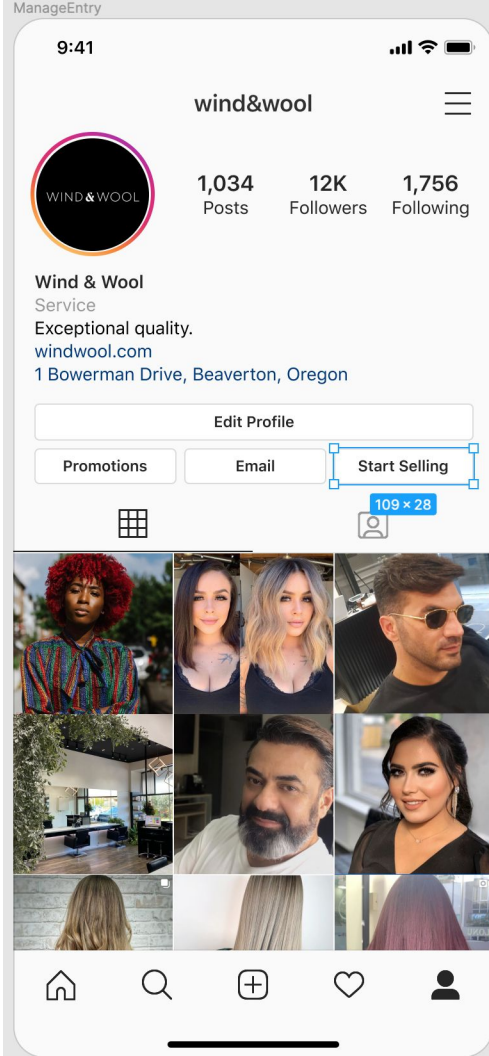 ManageEntry
9:41
wind&wool
WIND & WOOL
1,034 12K 1,756
Posts Followers Following
Wind & Wool
Service
Exceptional quality.
windwool.com
1 Bowerman Drive, Beaverton, Oregon
Edit Profile
Promotions Email Start Selling
109 × 28